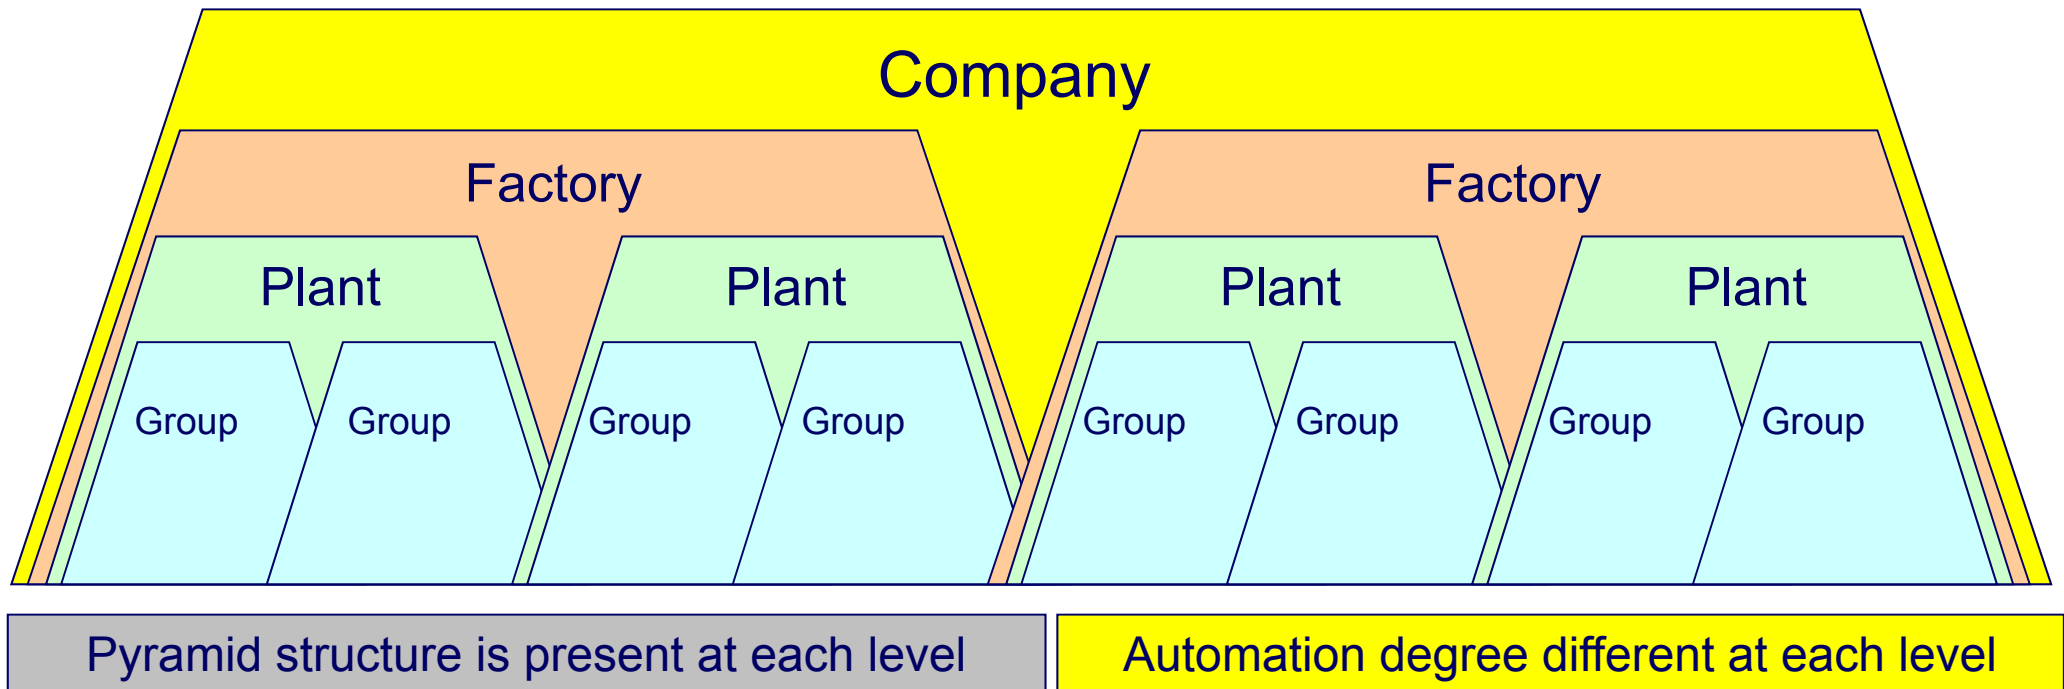 Company
Factory
Factory
Plant
Plant
Plant
Plant
Group
Group
Group
Group
Group
Group
Group
Group
Pyramid structure is present at each level
Automation degree different at each level